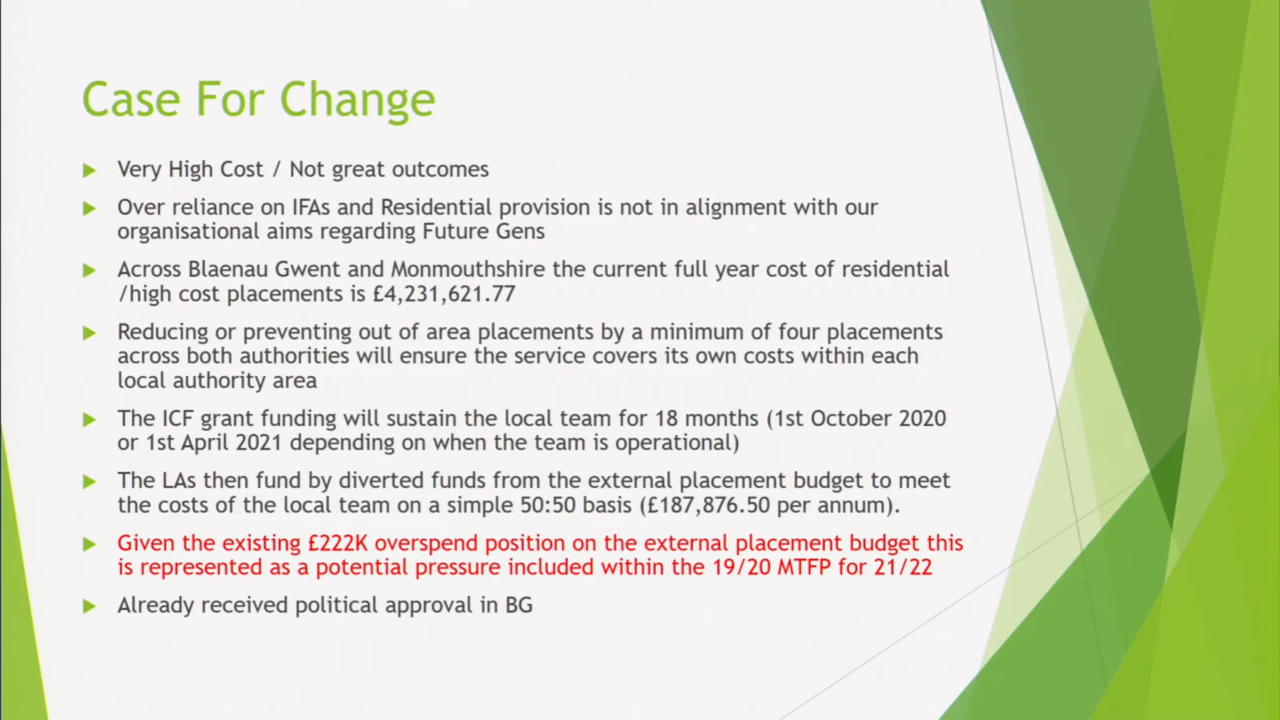 Case For Change
Very High Cost / Not great outcomes
Over reliance on IFAs and Residential provision is not in alignment with our
organisational aims regarding Future Gens
Across Blaenau Gwent and Monmouthshire the current full year cost of residential
/high cost placements is £4,231,621.77
Reducing or preventing out of area placements by a minimum of four placements
across both authorities will ensure the service covers its own costs within each
local authority area
The ICF grant funding will sustain the local team for 18 months (1st October 2020
or 1st April 2021 depending on when the team is operational)
The LAs then fund by diverted funds from the external placement budget to meet
the costs of the local team on a simple 50:50 basis (£187,876.50 per annum).
Given the existing £222K overspend position on the external placement budget this
is represented as a potential pressure included within the 19/20 MTFP for 21/22
Already received political approval in BG